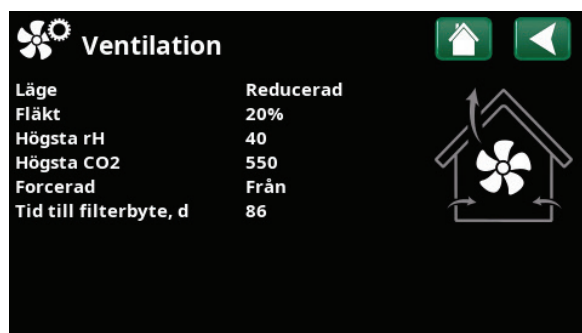 Ventilation
Läge Reducerad
Fläkt 20%
Högsta rH 40
Högsta CO2 550
Forcerad Från
Tid till filterbyte, d 86